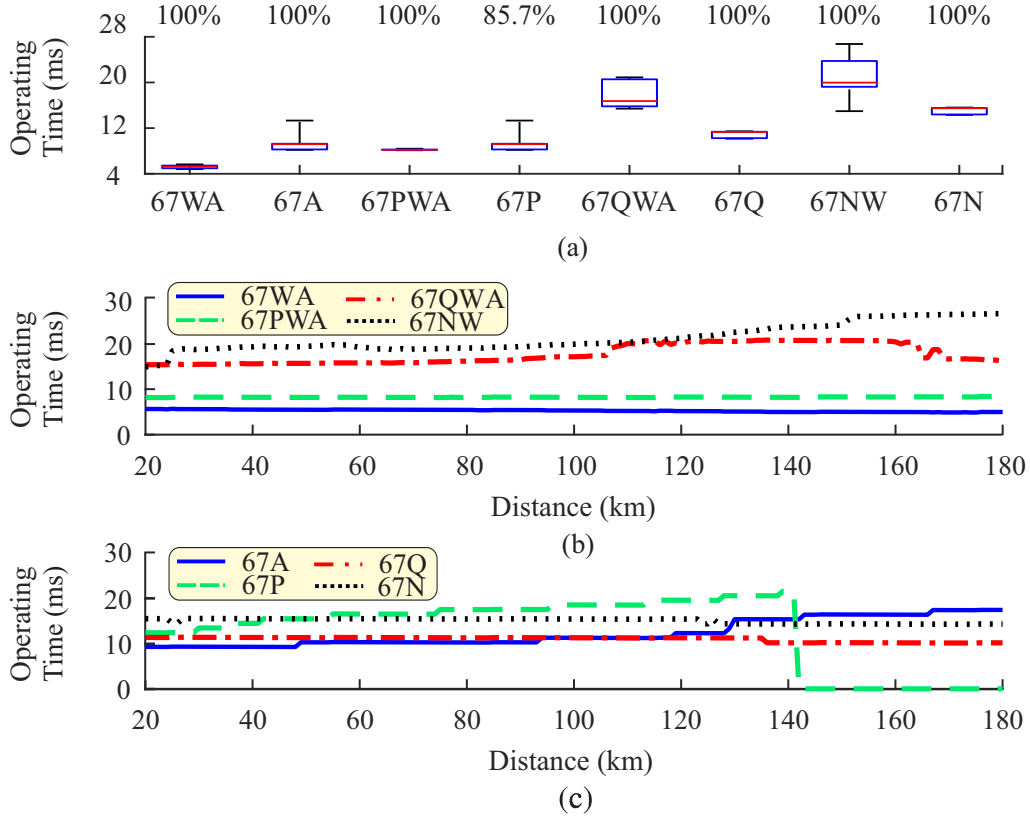 100% 100% 100% 85.7% 100% 100% 100% 100%
Operating
Time (ms)
28
20
12
4
67WA 67A 67PWA 67P 67QWA 67Q 67NW 67N
(a)
Operating
Time (ms)
30
20
10
0
67WA 67QWA
67PWA 67NW
20 40 60 80 100 120 140 160 180
Distance (km)
(b)
Operating
Time (ms)
30
20
10
0
67A 67Q
67P 67N
20 40 60 80 100 120 140 160 180
Distance (km)
(c)